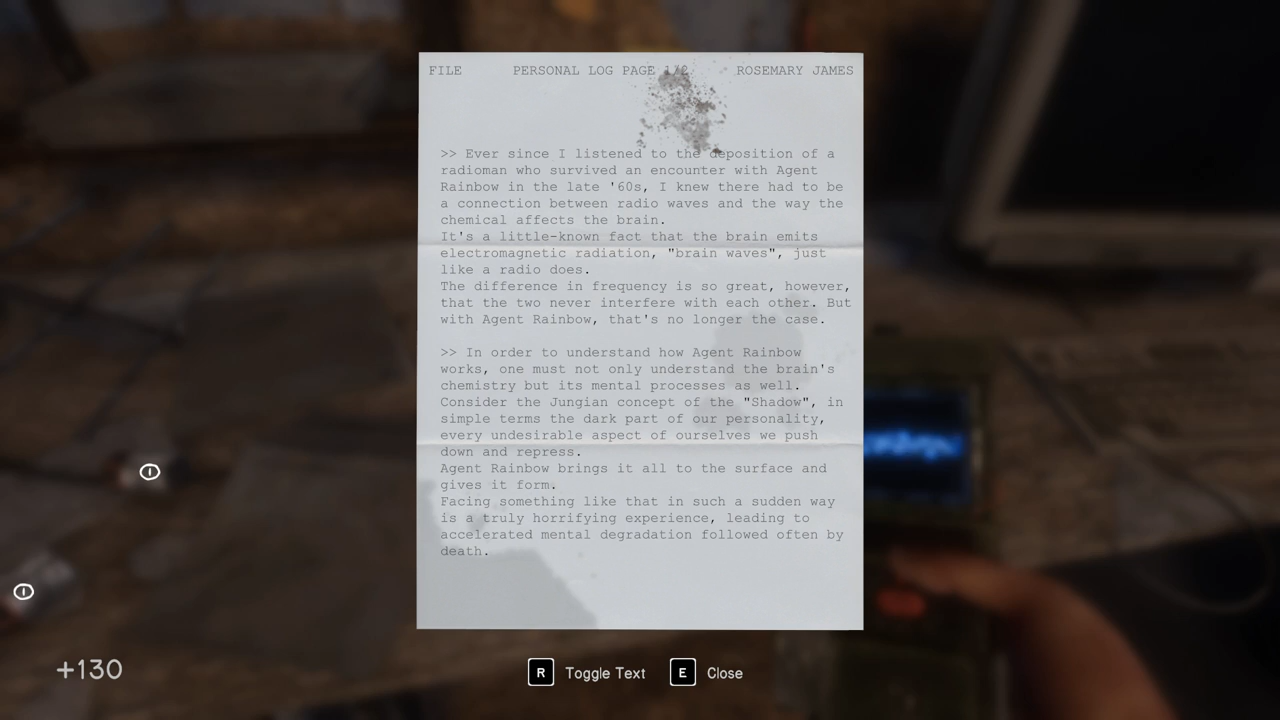 FILE PERSONAL LOG PAGE 1/2 ROSEMARY JAMES
>> Ever since I listened to the deposition of a
radioman who survived an encounter with Agent
Rainbow in the late '60s, I knew there had to be
a connection between radio waves and the way the
chemical affects the brain.
It's a little-known fact that the brain emits
electromagnetic radiation, "brain waves", just
like a radio does.
The difference in frequency is so great, however,
that the two never interfere with each other. But
with Agent Rainbow, that's no longer the case.
>> In order to understand how Agent Rainbow
works, one must not only understand the brain's
chemistry but its mental processes as well.
Consider the Jungian concept of the "Shadow", in
simple terms the dark part of our personality,
every undesirable aspect of ourselves we push
down and repress.
Agent Rainbow brings it all to the surface and
gives it form.
Facing something like that in such a sudden way
is a truly horrifying experience, leading to
accelerated mental degradation followed often by
death.
+130
R Toggle Text E Close